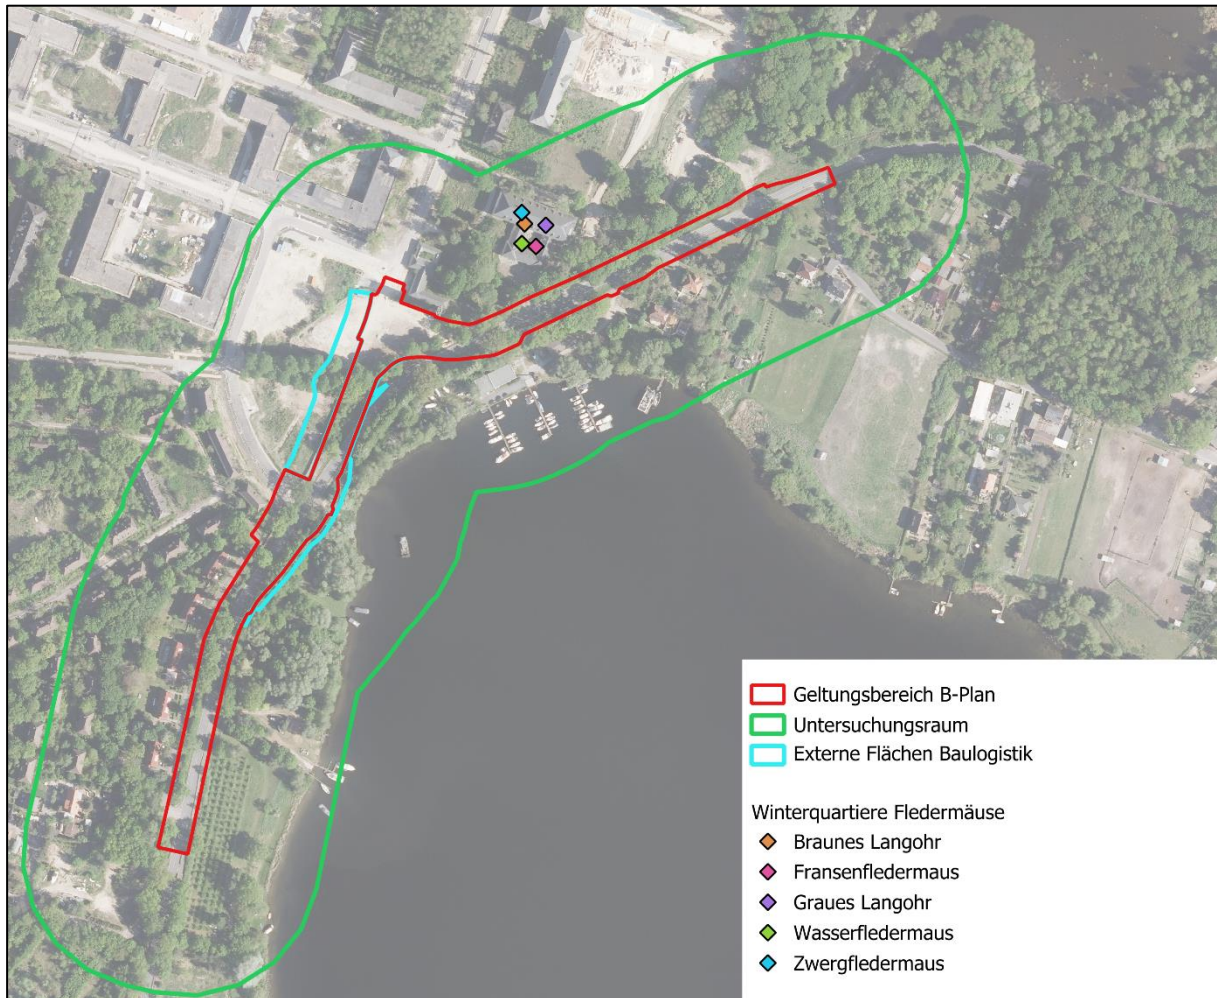 Geltungsbereich B-Plan
Untersuchungsraum
Externe Flächen Baulogistik
Winterquartiere Fledermäuse
Braunes Langohr
Fransenfledermaus
Graues Langohr
Wasserfledermaus
Zwergfledermaus